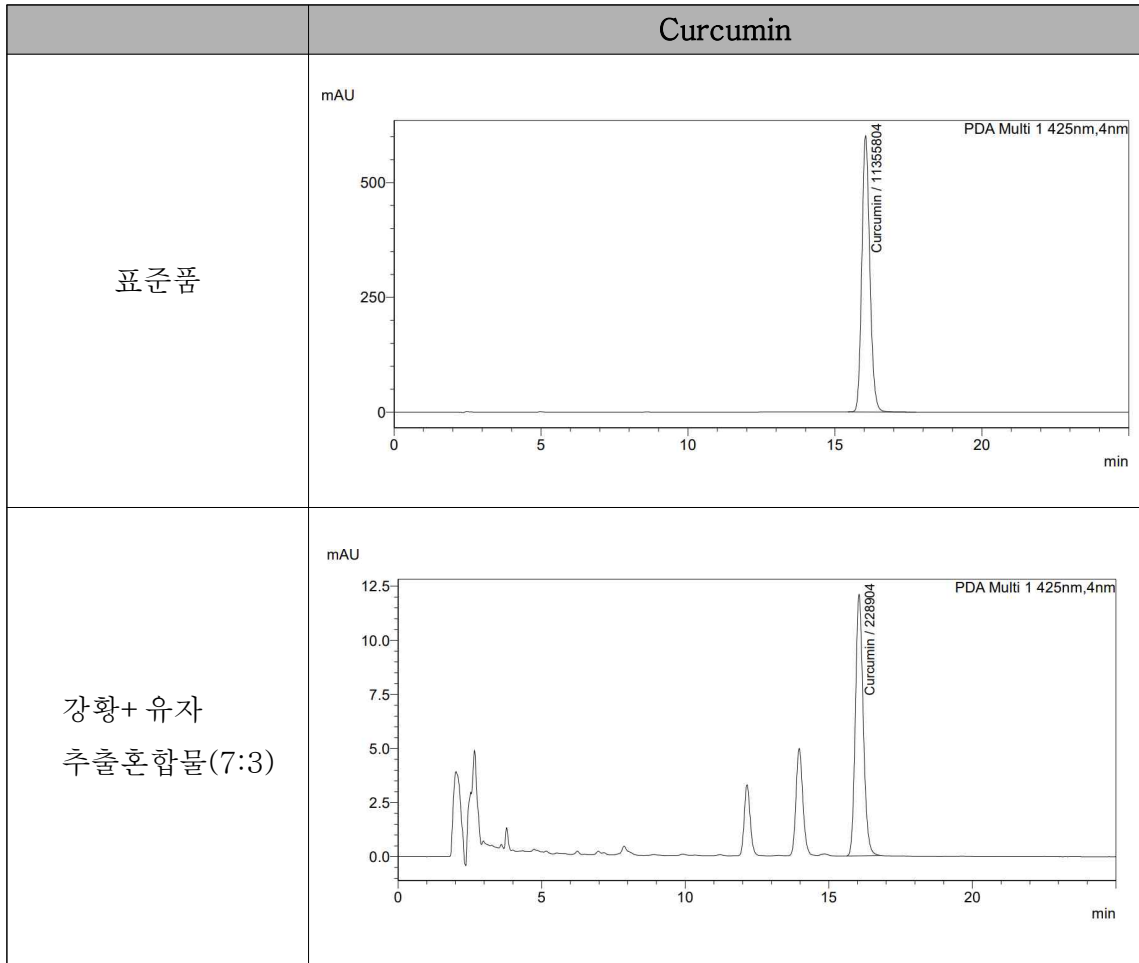 Curcumin
표준품
mAU
PDA Multi 1 425nm,4nm
Curcumin / 11355804
500
250
0
0 5 10 15 20
min
강황+ 유자
추출혼합물(7:3)
mAU
PDA Multi 1 425nm,4nm
Curcumin / 228904
12.5
10.0
7.5
5.0
2.5
0.0
0 5 10 15 20
min